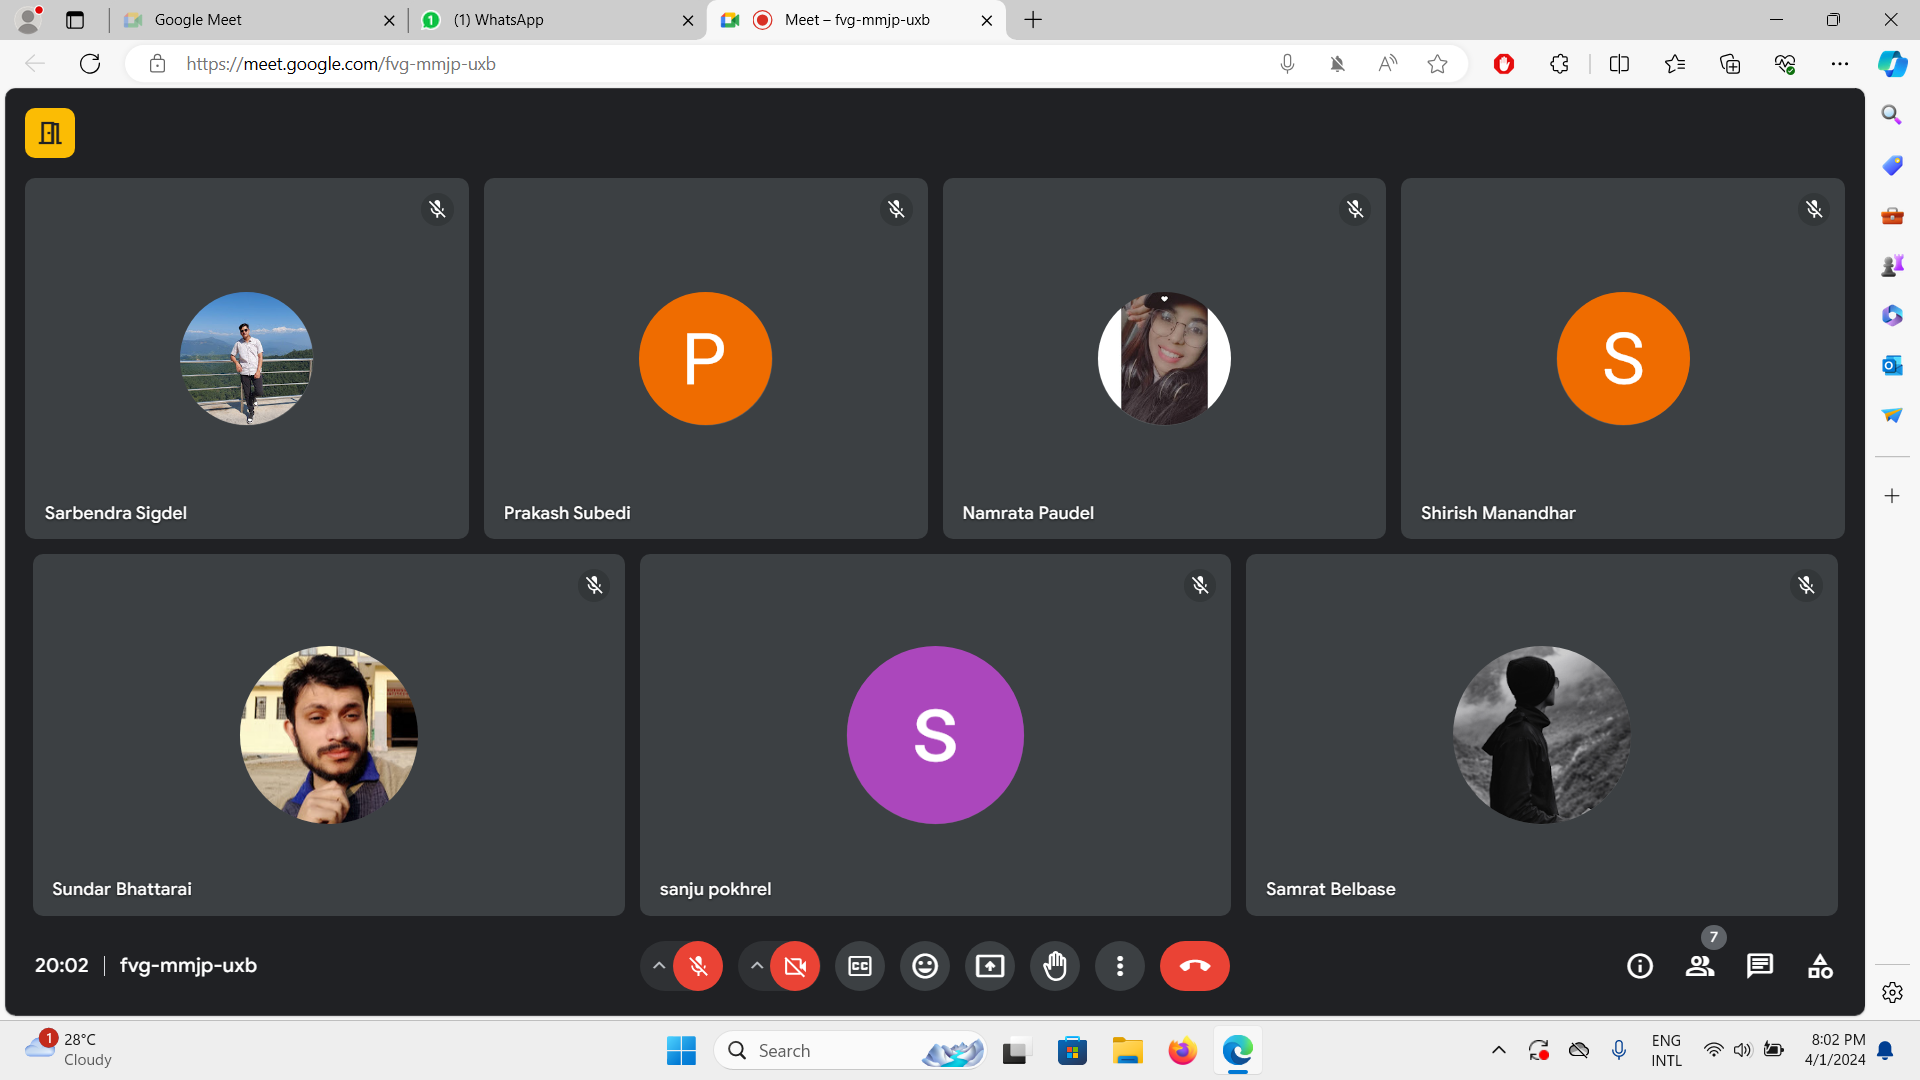 Google Meet
1
(1) WhatsApp
Meet – fvg-mmjp-uxb
https://meet.google.com/fvg-mmjp-uxb
P
S
Sarbendra Sigdel
Prakash Subedi
Namrata Paudel
Shirish Manandhar
S
Sundar Bhattarai
sanju pokhrel
Samrat Belbase
7
20:02
fvg-mmjp-uxb
CC
1
28°C
Cloudy
Search
ENG
INTL
8:02 PM
4/1/2024